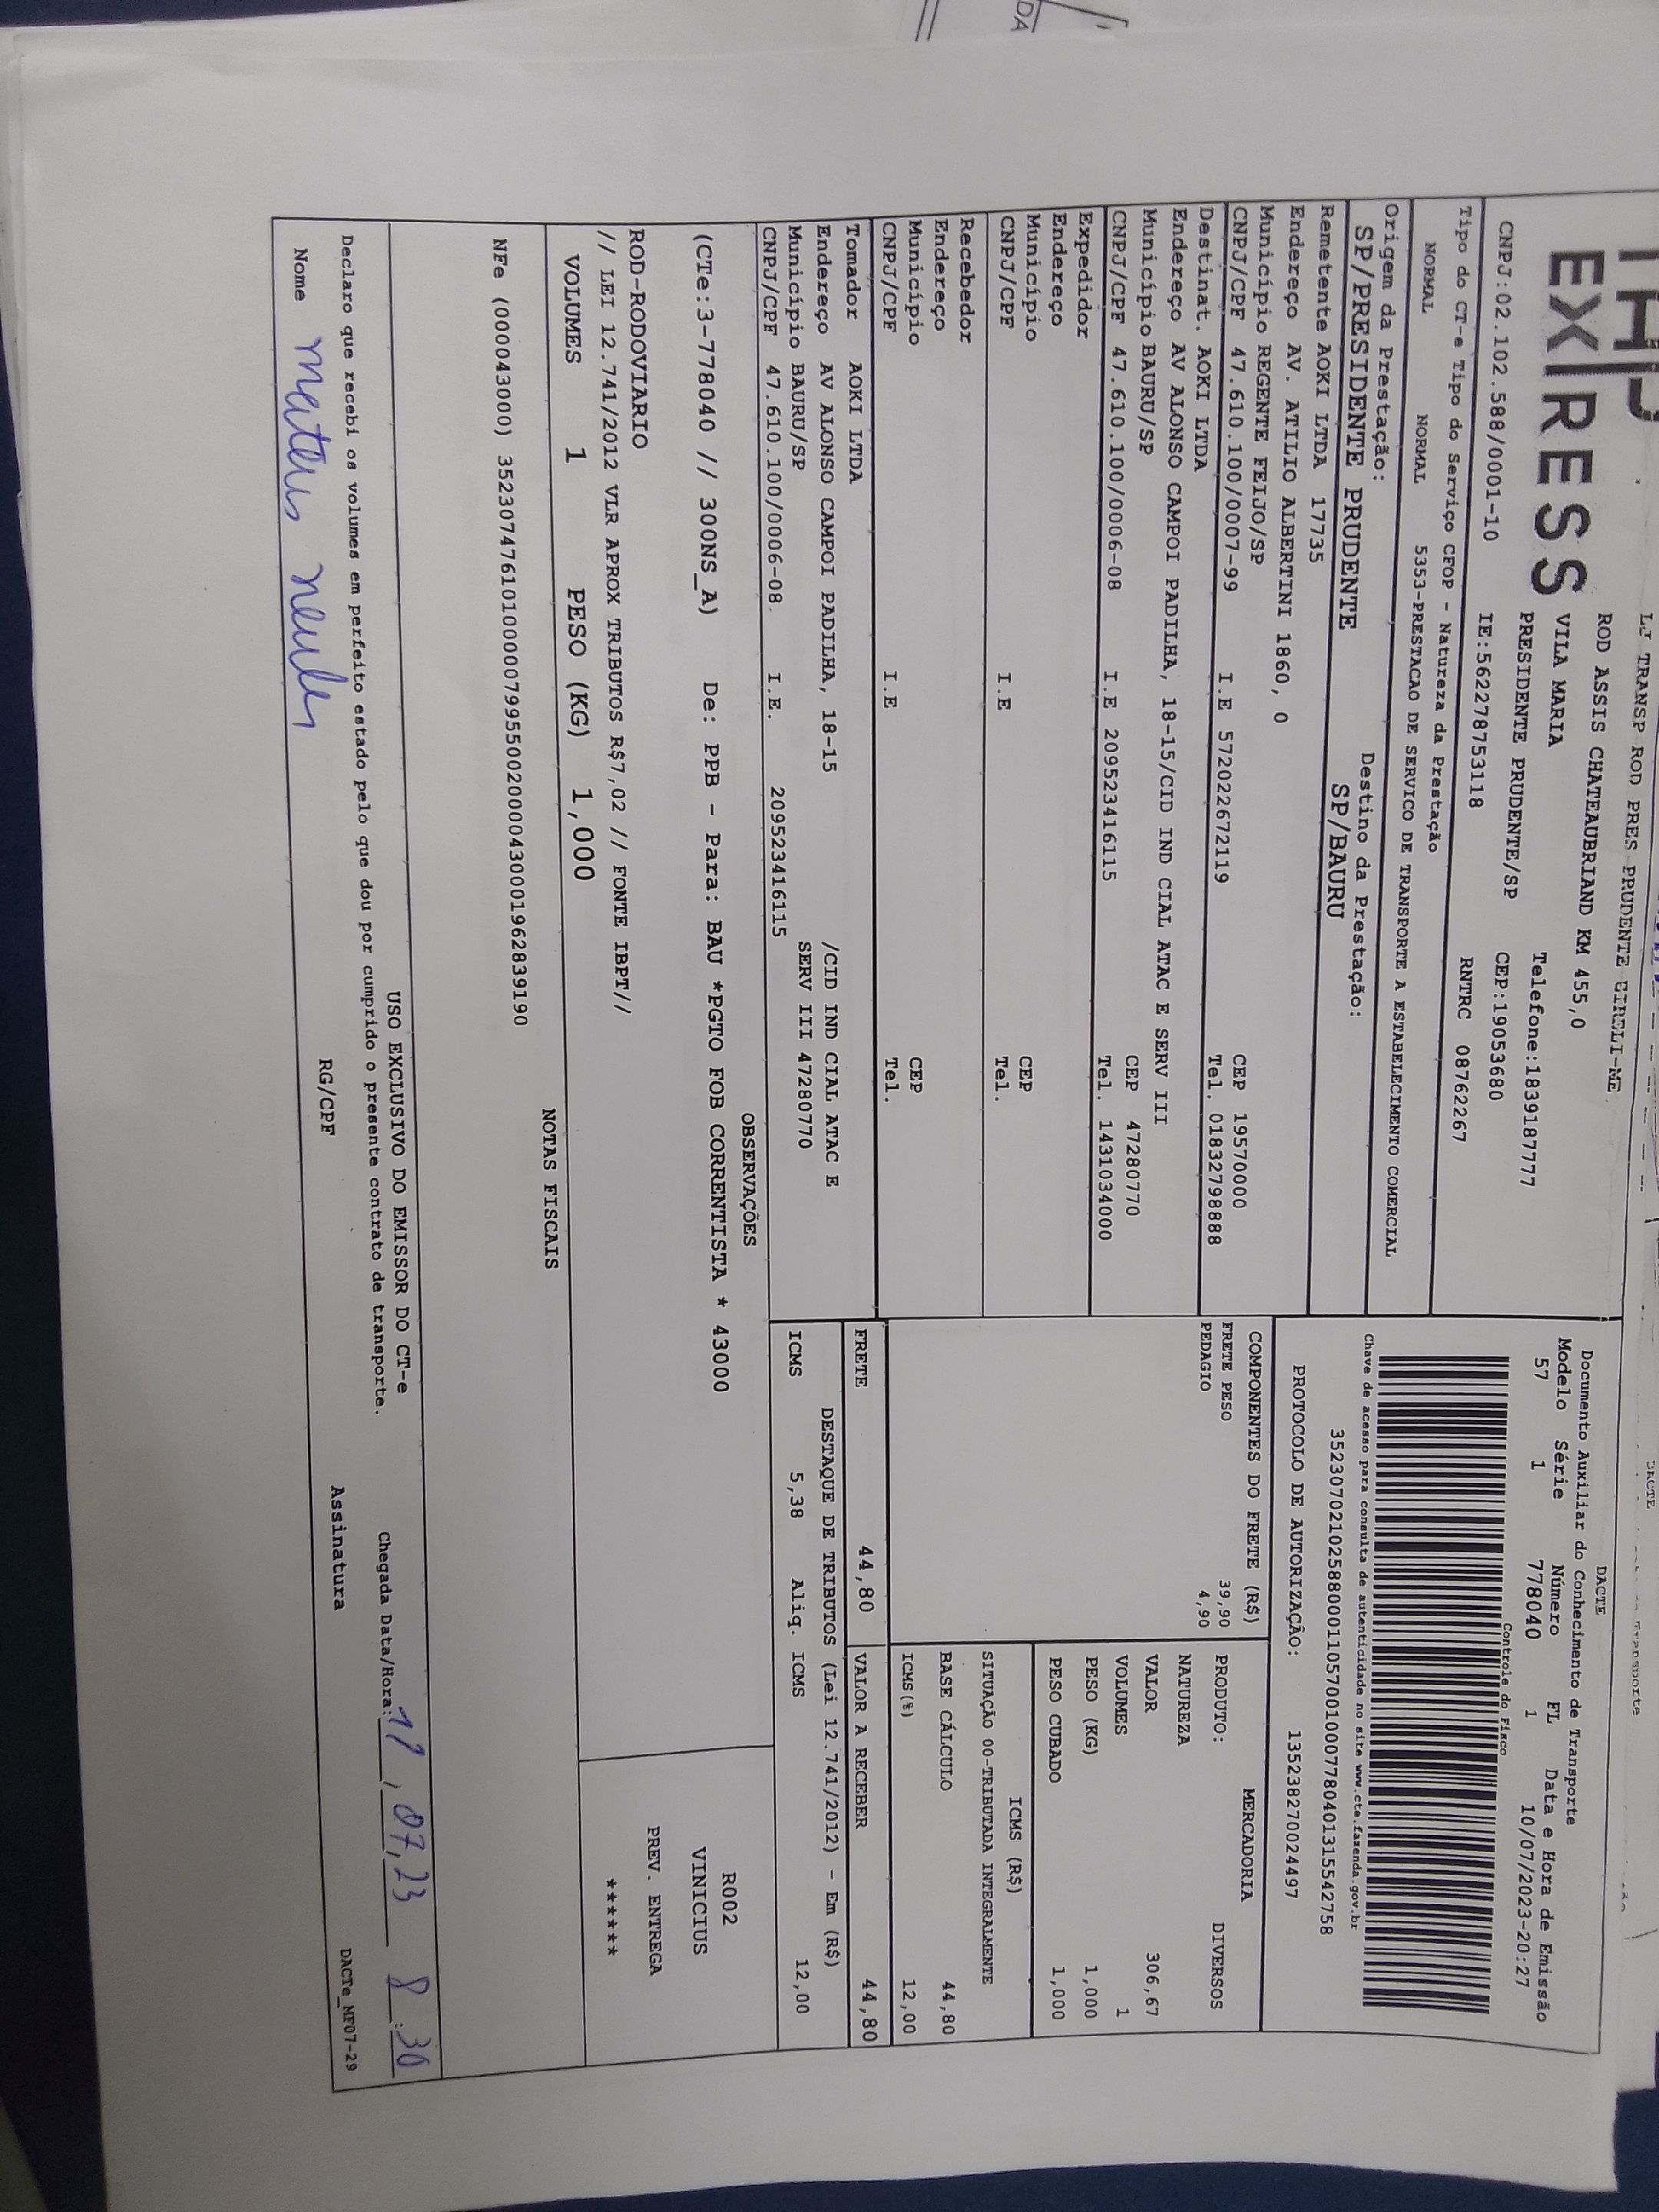 EXPRESS
LJ TRANSP ROD PRES PRUDENTE EIRELI-ME
ROD ASSIS CHATEAUBRIAND KM 455,0
VILA MARIA
PRESIDENTE PRUDENTE/SP
Telefone:1839187777
CEP:19053680
CNPJ:02.102.588/0001-10
IE:562278753118
RNTRC 08762267
DACTE
Documento Auxiliar do Conhecimento de Transporte
Modelo Série Número FL Data e Hora de Emissão
57 1 778040 1 10/07/2023-20:27
Controle do Fisco
Chave de acesso para consulta de autenticidade no site www.cte.fazenda.gov.br
35230702102588000110570010007780401315542758
PROTOCOLO DE AUTORIZAÇÃO: 135238270024497
Tipo do CT-e Tipo do Serviço CFOP - Natureza da Prestação
NORMAL NORMAL 5353-PRESTACAO DE SERVICO DE TRANSPORTE A ESTABELECIMENTO COMERCIAL
Origem da Prestação: Destino da Prestação:
SP/PRESIDENTE PRUDENTE SP/BAURU
Remetente AOKI LTDA 17735
Endereço AV. ATILIO ALBERTINI 1860, 0
Município REGENTE FEIJO/SP CEP 19570000
CNPJ/CPF 47.610.100/0007-99 I.E 572022672119 Tel. 01832798888
Destinat. AOKI LTDA
Endereço AV ALONSO CAMPOI PADILHA, 18-15/CID IND CIAL ATAC E SERV III
Município BAURU/SP CEP 47280770
CNPJ/CPF 47.610.100/0006-08 I.E 209523416115 Tel. 1431034000
Expedidor
Endereço
Município CEP
CNPJ/CPF I.E Tel.
Recebedor
Endereço
Município CEP
CNPJ/CPF I.E Tel.
Tomador AOKI LTDA
Endereço AV ALONSO CAMPOI PADILHA, 18-15 /CID IND CIAL ATAC E
Município BAURU/SP SERV III 47280770
CNPJ/CPF 47.610.100/0006-08. I.E. 209523416115
COMPONENTES DO FRETE (R$)
FRETE PESO 39,90
PEDAGIO 4,90
MERCADORIA
PRODUTO: DIVERSOS
NATUREZA
VALOR 306,67
VOLUMES 1
PESO (KG) 1,000
PESO CUBADO 1,000
ICMS (R$)
SITUAÇÃO 00-TRIBUTADA INTEGRALMENTE
BASE CÁLCULO 44,80
ICMS(%) 12,00
FRETE 44,80 VALOR A RECEBER 44,80
DESTAQUE DE TRIBUTOS (Lei 12.741/2012) - Em (R$)
ICMS 5,38 Aliq. ICMS 12,00
OBSERVAÇÕES
(CTe:3-778040 // 300NS_A) De: PPB - Para: BAU *PGTO FOB CORRENTISTA * 43000
ROD-RODOVIARIO
// LEI 12.741/2012 VLR APROX TRIBUTOS R$7,02 // FONTE IBPT//
R002
VINICIUS
PREV. ENTREGA
*******
VOLUMES 1 PESO (KG) 1,000
NOTAS FISCAIS
NFe (000043000) 35230747610100000799550020000430001962839190
USO EXCLUSIVO DO EMISSOR DO CT-e
Declaro que recebi os volumes em perfeito estado pelo que dou por cumprido o presente contrato de transporte.
Chegada Data/Hora: 11,07,23 8:30
Nome RG/CPF Assinatura DACTe_MF07-29